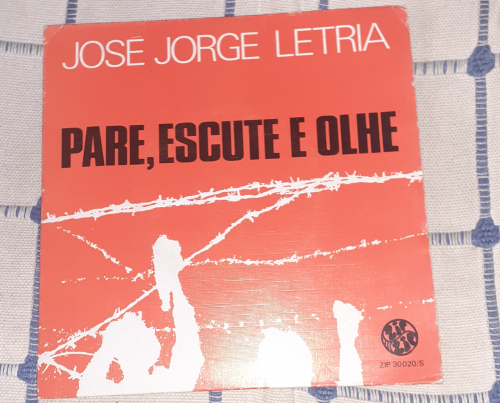 JOSÉ JORGE LETRIA
PARE, ESCUTE E OLHE
ZIP 30020/S